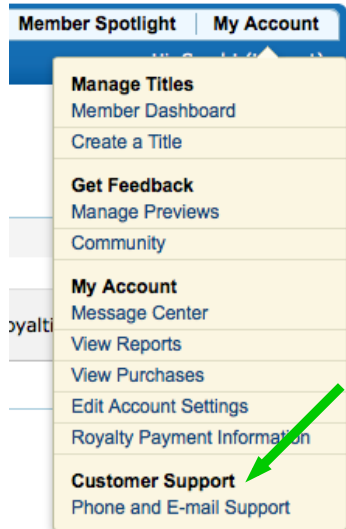 Member Spotlight | My Account
Manage Titles
Member Dashboard
Create a Title
Get Feedback
Manage Previews
Community
My Account
Message Center
View Reports
oyalti
View Purchases
Edit Account Settings
Royalty Payment Information
Customer Support
Phone and E-mail Support